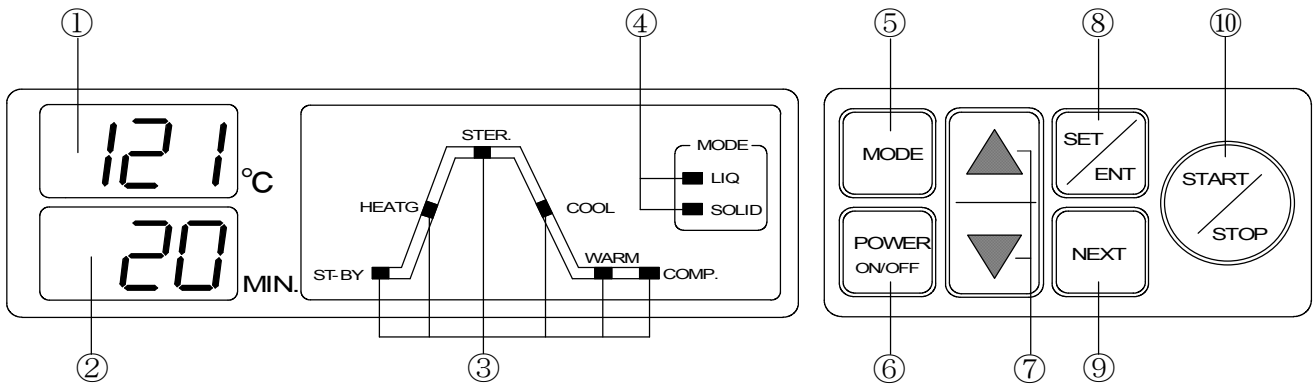 ① ④ ⑤ ⑧ ⑩
121 °C
20 MIN.
STER.
HEATG
COOL
ST-BY
WARM
COMP.
MODE
LIQ
SOLID
MODE
POWER
ON/OFF
SET/
ENT
NEXT
START/
STOP
② ③ ⑥ ⑦ ⑨